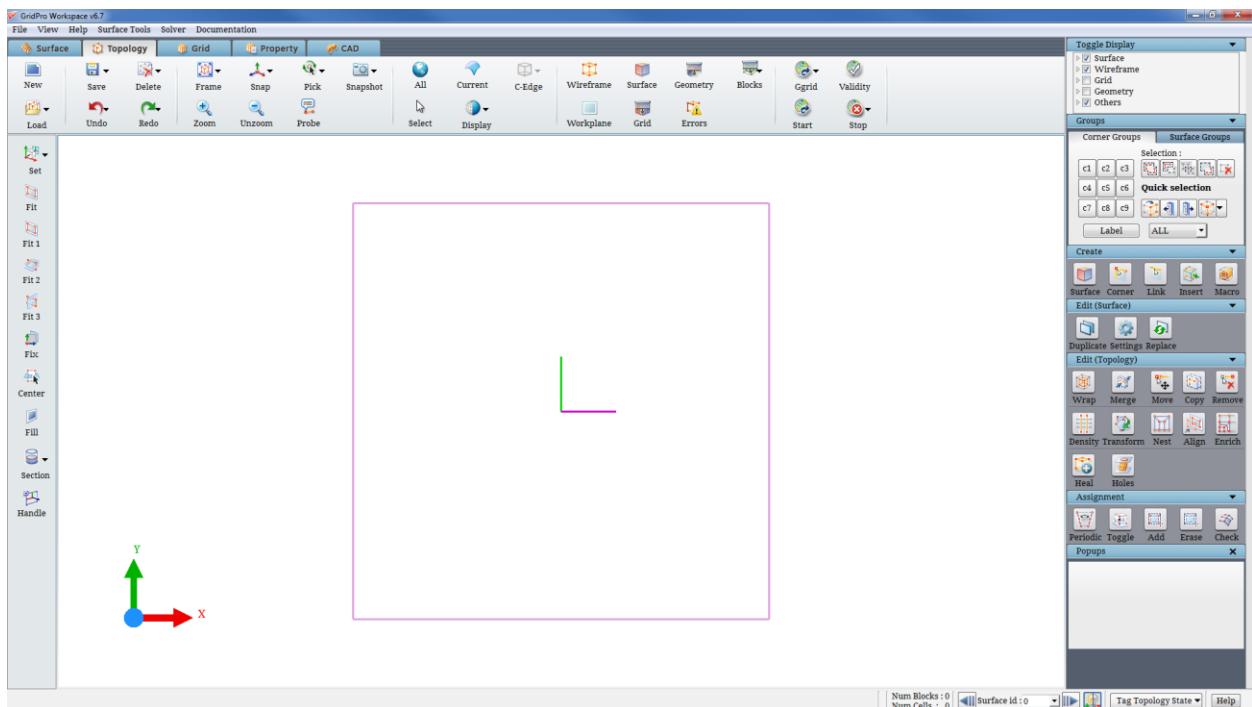 GridPro Workspace v6.7
File View Help Surface Tools Solver Documentation
Surface Topology Grid Property CAD
New Save Delete Frame Snap Pick Snapshot All Current C-Edge Wireframe Surface Geometry Blocks Ggrid Validity
Load Undo Redo Zoom Unzoom Probe Select Display Workplane Grid Errors Start Stop
Set
Fit
Fit 1
Fit 2
Fit 3
Fix
Center
Fill
Section
Handle
Y
X
Toggle Display
Surface
Wireframe
Grid
Geometry
Others
Groups
Corner Groups Surface Groups
Selection :
c1 c2 c3
c4 c5 c6 Quick selection
c7 c8 c9
Label ALL
Create
Surface Corner Link Insert Macro
Edit (Surface)
Duplicate Settings Replace
Edit (Topology)
Wrap Merge Move Copy Remove
Density Transform Nest Align Enrich
Heal Holes
Assignment
Periodic Toggle Add Erase Check
Popups
Num Blocks : 0 Surface id : 0 Tag Topology State Help
Num Cells : 0